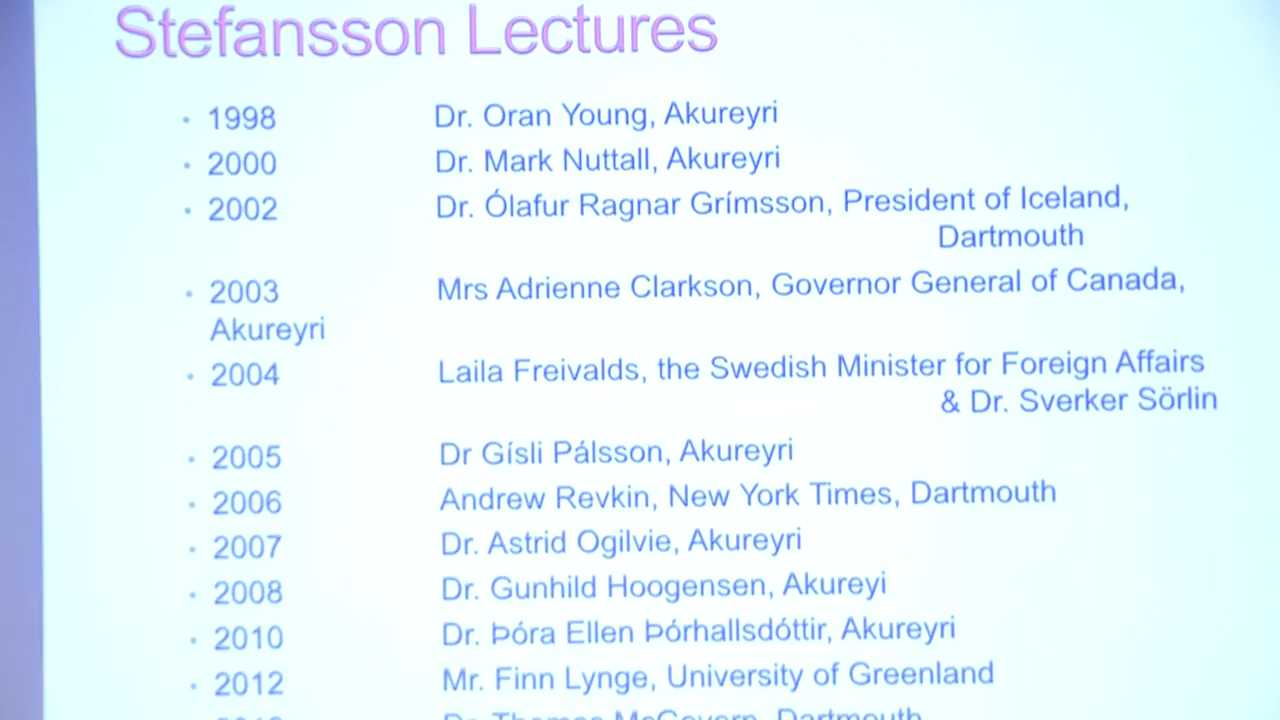 Stefansson Lectures
• 1998 Dr. Oran Young, Akureyri
• 2000 Dr. Mark Nuttall, Akureyri
• 2002 Dr. Ólafur Ragnar Grímsson, President of Iceland,
Dartmouth
• 2003 Mrs Adrienne Clarkson, Governor General of Canada,
Akureyri
• 2004 Laila Freivalds, the Swedish Minister for Foreign Affairs
& Dr. Sverker Sörlin
• 2005 Dr Gísli Pálsson, Akureyri
• 2006 Andrew Revkin, New York Times, Dartmouth
• 2007 Dr. Astrid Ogilvie, Akureyri
• 2008 Dr. Gunhild Hoogensen, Akureyi
• 2010 Dr. Þóra Ellen Þórhallsdóttir, Akureyri
• 2012 Mr. Finn Lynge, University of Greenland
Dr. Thomas McGovern, Dartmouth